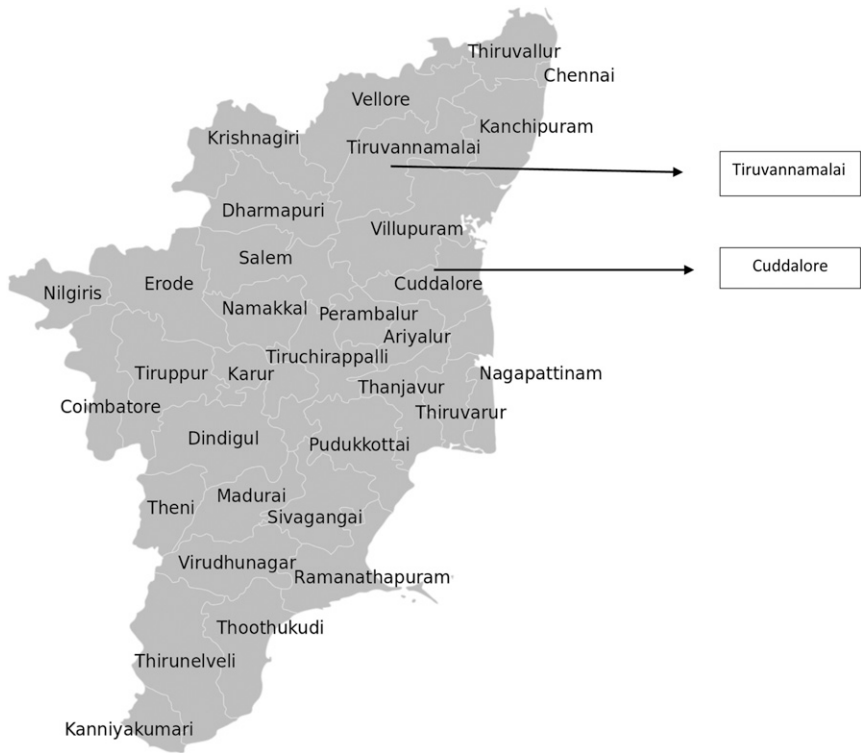 Thiruvallur
Chennai
Vellore
Kanchipuram
Krishnagiri
Tiruvannamalai
Tiruvannamalai
Dharmapuri
Villupuram
Salem
Cuddalore
Erode
Cuddalore
Nilgiris
Namakkal
Perambalur
Ariyalur
Tiruchirappalli
Tiruppur
Karur
Nagapattinam
Thanjavur
Coimbatore
Thiruvarur
Dindigul
Pudukkottai
Madurai
Theni
Sivagangai
Virudhunagar
Ramanathapuram
Thoothukudi
Thirunelveli
Kanniyakumari